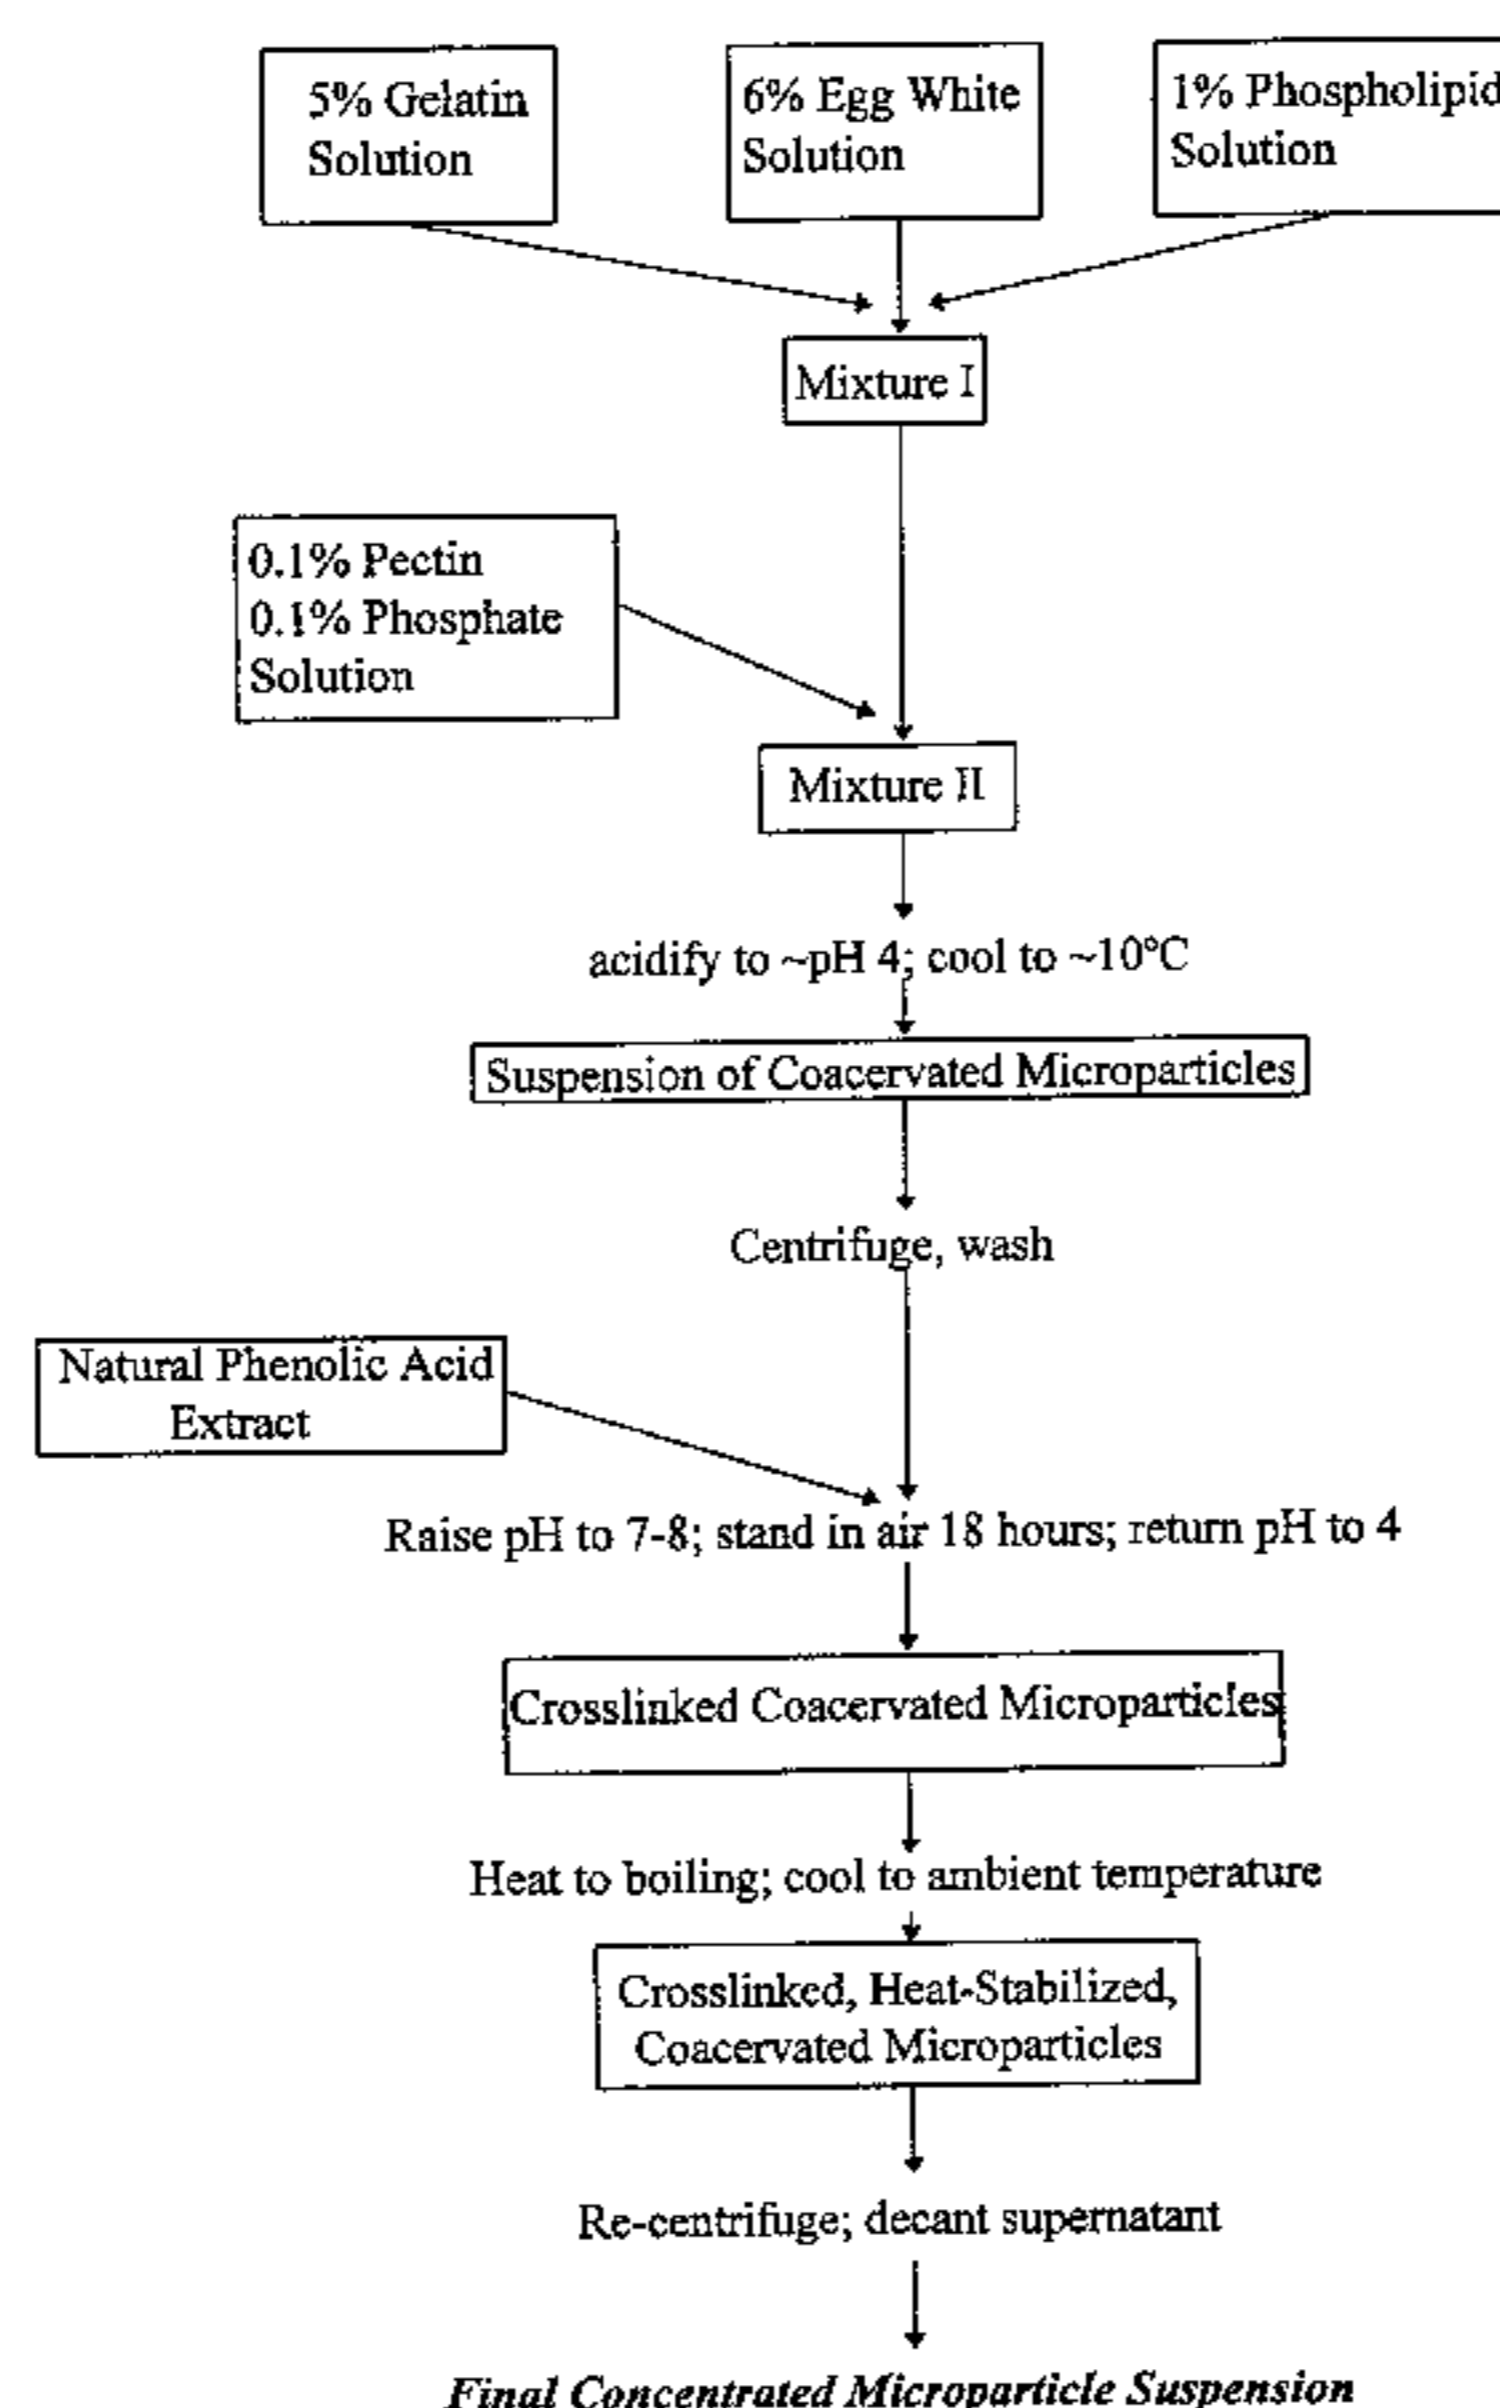 5% Gelatin
Solution
6% Egg White
Solution
1% Phospholipid
Solution
Mixture I
0.1% Pectin
0.1% Phosphate
Solution
Mixture II
acidify to ~pH 4; cool to ~10°C
Suspension of Coacervated Microparticles
Centrifuge, wash
Natural Phenolic Acid
Extract
Raise pH to 7-8; stand in air 18 hours; return pH to 4
Crosslinked Coacervated Microparticles
Heat to boiling; cool to ambient temperature
Crosslinked, Heat-Stabilized,
Coacervated Microparticles
Re-centrifuge; decant supernatant
Final Concentrated Microparticle Suspension